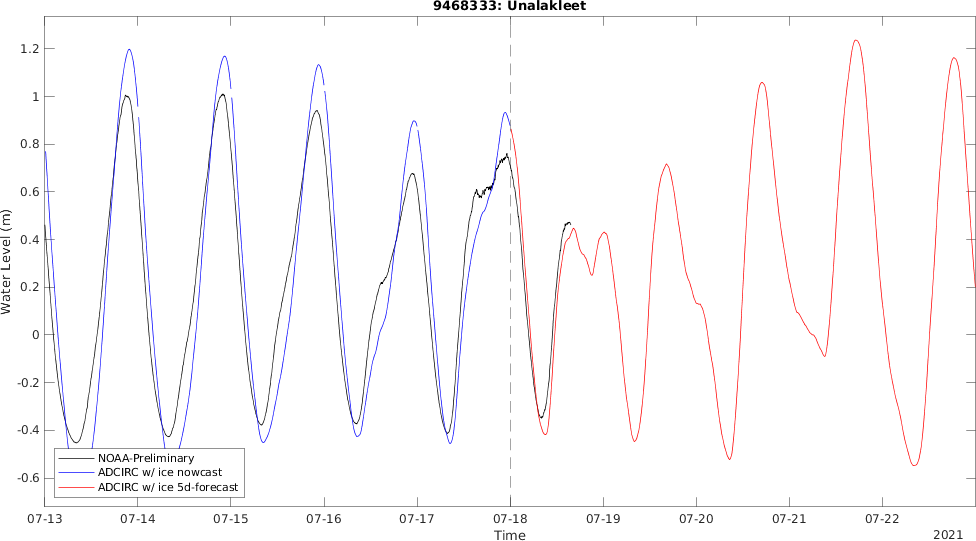 9468333: Unalakleet
1.2
1
0.8
0.6
0.4
0.2
0
-0.2
-0.4
-0.6
Water Level (m)
NOAA-Preliminary
ADCIRC w/ ice nowcast
ADCIRC w/ ice 5d-forecast
07-13 07-14 07-15 07-16 07-17 07-18 07-19 07-20 07-21 07-22
Time
2021